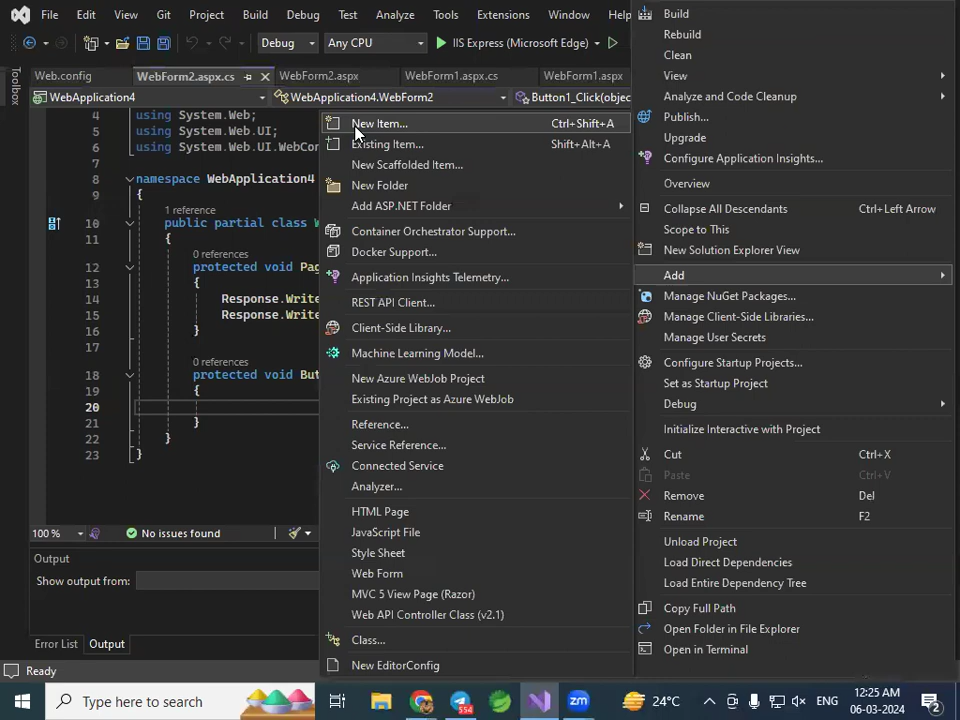 File Edit View Git Project Build Debug Test Analyze Tools Extensions Window Help
Debug Any CPU IIS Express (Microsoft Edge)
Toolbox
Web.config WebForm2.aspx.cs WebForm2.aspx WebForm1.aspx.cs WebForm1.aspx
WebApplication4 WebApplication4.WebForm2 Button1_Click(objec
4 using System.Web;
5 using System.Web.UI;
6 using System.Web.UI.WebCon
7
8 namespace WebApplication4
9 {
1 reference
10 public partial class W
11 {
0 references
12 protected void Pag
13 {
14 Response.Write
15 Response.Write
16 }
17
0 references
18 protected void But
19 {
20
21 }
22 }
23 }
100 % No issues found
Output
Show output from:
Error List Output
Ready
New Item... Ctrl+Shift+A
Existing Item... Shift+Alt+A
New Scaffolded Item...
New Folder
Add ASP.NET Folder
Container Orchestrator Support...
Docker Support...
Application Insights Telemetry...
REST API Client...
Client-Side Library...
Machine Learning Model...
New Azure WebJob Project
Existing Project as Azure WebJob
Reference...
Service Reference...
Connected Service
Analyzer...
HTML Page
JavaScript File
Style Sheet
Web Form
MVC 5 View Page (Razor)
Web API Controller Class (v2.1)
Class...
New EditorConfig
Build
Rebuild
Clean
View
Analyze and Code Cleanup
Publish...
Upgrade
Configure Application Insights...
Overview
Collapse All Descendants Ctrl+Left Arrow
Scope to This
New Solution Explorer View
Add
Manage NuGet Packages...
Manage Client-Side Libraries...
Manage User Secrets
Configure Startup Projects...
Set as Startup Project
Debug
Initialize Interactive with Project
Cut Ctrl+X
Paste Ctrl+V
Remove Del
Rename F2
Unload Project
Load Direct Dependencies
Load Entire Dependency Tree
Copy Full Path
Open Folder in File Explorer
Open in Terminal
Type here to search
554
zm
24°C
ENG
12:25 AM
06-03-2024
2